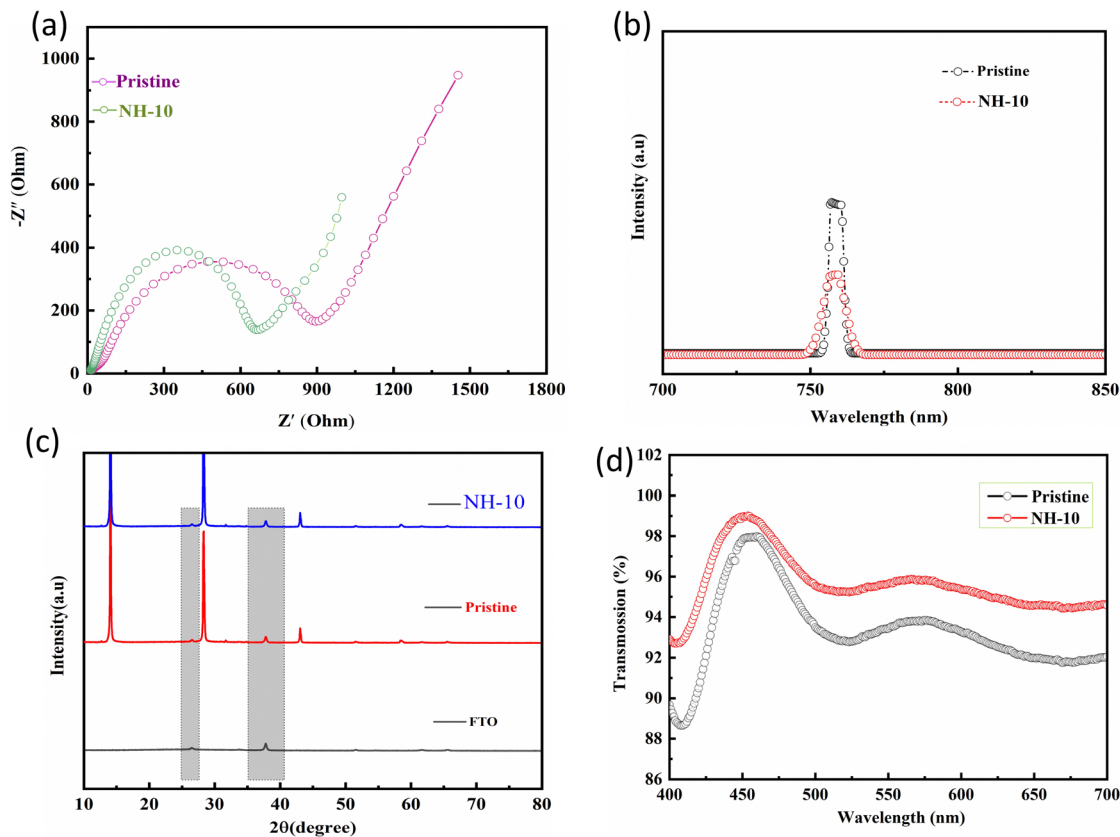 (a)
1000
800
600
400
200
0
-Z″ (Ohm)
Pristine
NH-10
0 300 600 900 1200 1500 1800
Z′ (Ohm)
(b)
Intensity (a.u)
Pristine
NH-10
700 750 800 850
Wavelength (nm)
(c)
Intensity(a.u)
NH-10
Pristine
FTO
10 20 30 40 50 60 70 80
2θ(degree)
(d)
102
100
98
96
94
92
90
88
86
Transmossion (%)
Pristine
NH-10
400 450 500 550 600 650 700
Wavelength (nm)